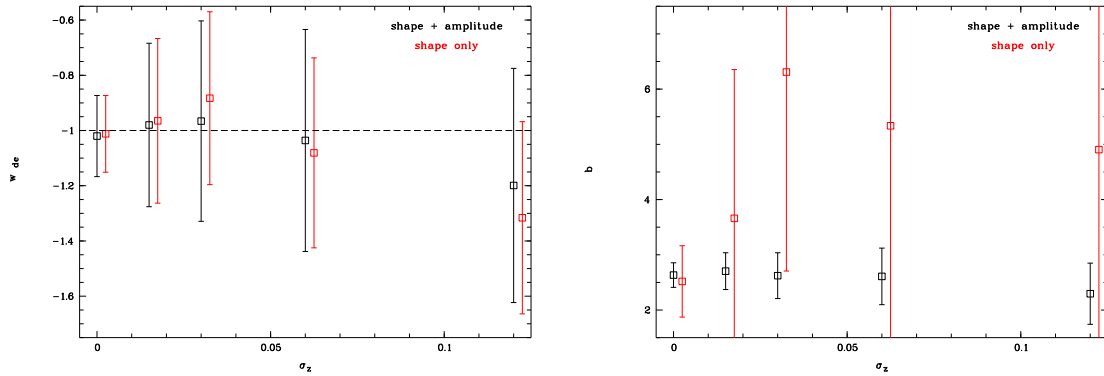 -0.6
-0.8
-1
-1.2
-1.4
-1.6
w de
0
0.05
0.1
σz
shape + amplitude
shape only
6
4
2
b
0
0.05
0.1
σz
shape + amplitude
shape only